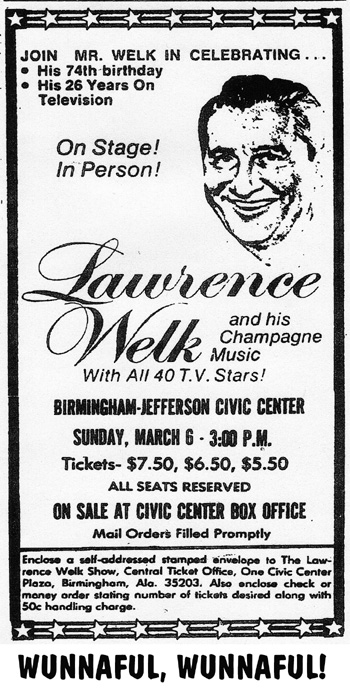 JOIN MR. WELK IN CELEBRATING . . .
• His 74th birthday
• His 26 Years On
Television
On Stage!
In Person!
Lawrence
Welk and his
Champagne
Music
With All 40 T.V. Stars!
BIRMINGHAM-JEFFERSON CIVIC CENTER
SUNDAY, MARCH 6 - 3:00 P.M.
Tickets- $7.50, $6.50, $5.50
ALL SEATS RESERVED
ON SALE AT CIVIC CENTER BOX OFFICE
Mail Orders Filled Promptly
Enclose a self-addressed stamped envelope to The Law-
rence Welk Show, Central Ticket Office, One Civic Center
Plaza, Birmingham, Ala. 35203. Also enclose check or
money order stating number of tickets desired along with
50c handling charge.
WUNNAFUL, WUNNAFUL!